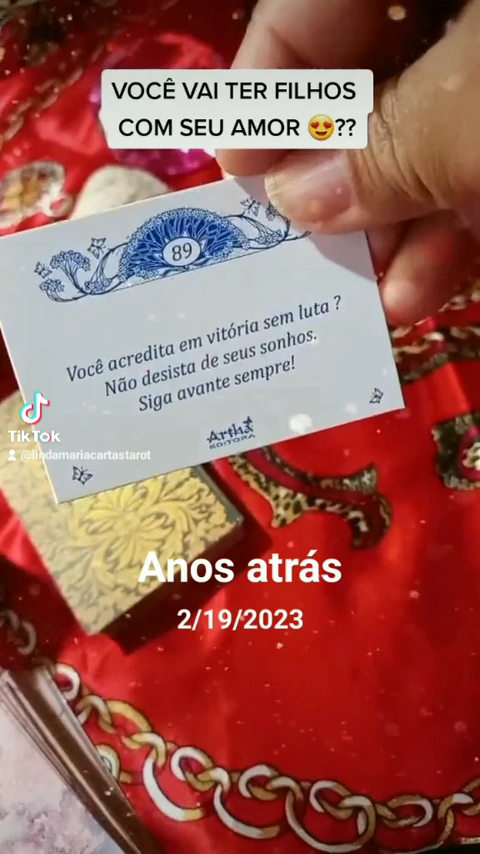 VOCÊ VAI TER FILHOS
COM SEU AMOR 😍??
89
Você acredita em vitória sem luta ?
Não desista de seus sonhos.
Siga avante sempre!
Artha
EDITORA
TikTok
@lindamariacartastarot
Anos atrás
2/19/2023